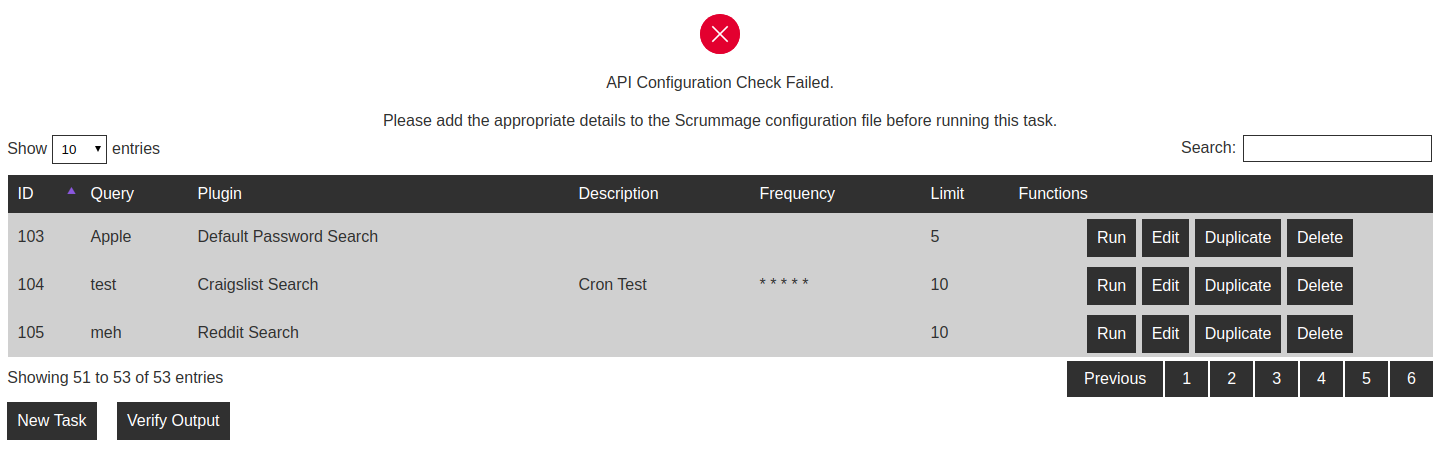 API Configuration Check Failed.
Please add the appropriate details to the Scrummage configuration file before running this task.
Show 10 entries Search:
ID Query Plugin Description Frequency Limit Functions
103 Apple Default Password Search 5 Run Edit Duplicate Delete
104 test Craigslist Search Cron Test * * * * * 10 Run Edit Duplicate Delete
105 meh Reddit Search 10 Run Edit Duplicate Delete
Showing 51 to 53 of 53 entries Previous 1 2 3 4 5 6
New Task Verify Output